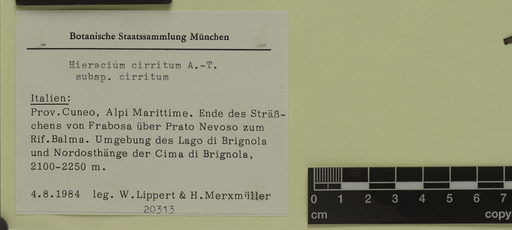 Botanische Staatssammlung München
Hieracium cirritum A.-T.
subsp. cirritum
Italien:
Prov.Cuneo, Alpi Marittime. Ende des Sträß-
chens von Frabosa über Prato Nevoso zum
Rif.Balma. Umgebung des Lago di Brignola
und Nordosthänge der Cima di Brignola,
2100-2250 m.
4.8.1984 leg. W.Lippert & H.Merxmüller
20313
0 1 2 3 4 5 6 7
cm copy